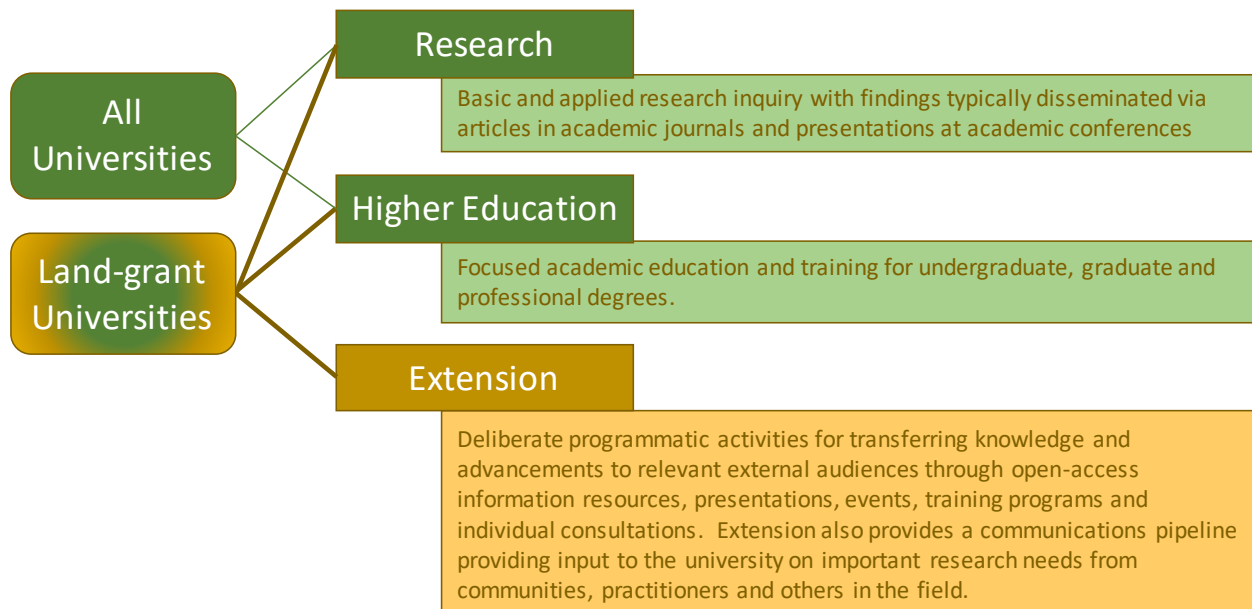 All
Universities
Land-grant
Universities
Research
Basic and applied research inquiry with findings typically disseminated via
articles in academic journals and presentations at academic conferences
Higher Education
Focused academic education and training for undergraduate, graduate and
professional degrees.
Extension
Deliberate programmatic activities for transferring knowledge and
advancements to relevant external audiences through open-access
information resources, presentations, events, training programs and
individual consultations.  Extension also provides a communications pipeline
providing input to the university on important research needs from
communities, practitioners and others in the field.